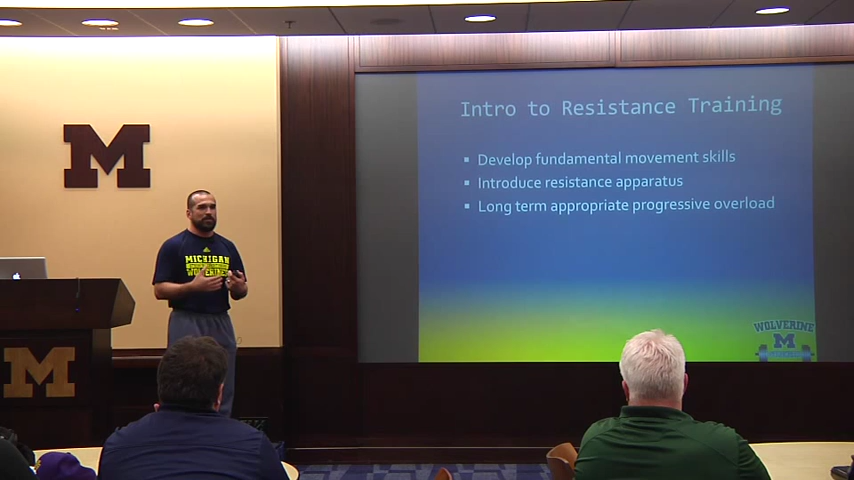 M
MICHIGAN
WOLVERINES
M
Intro to Resistance Training
▪ Develop fundamental movement skills
▪ Introduce resistance apparatus
▪ Long term appropriate progressive overload
WOLVERINE
M